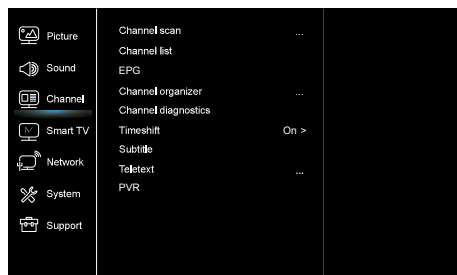 Picture
Sound
Channel
Smart TV
Network
System
Support
Channel scan ...
Channel list
EPG
Channel organizer ...
Channel diagnostics
Timeshift On >
Subtitle
Teletext ...
PVR